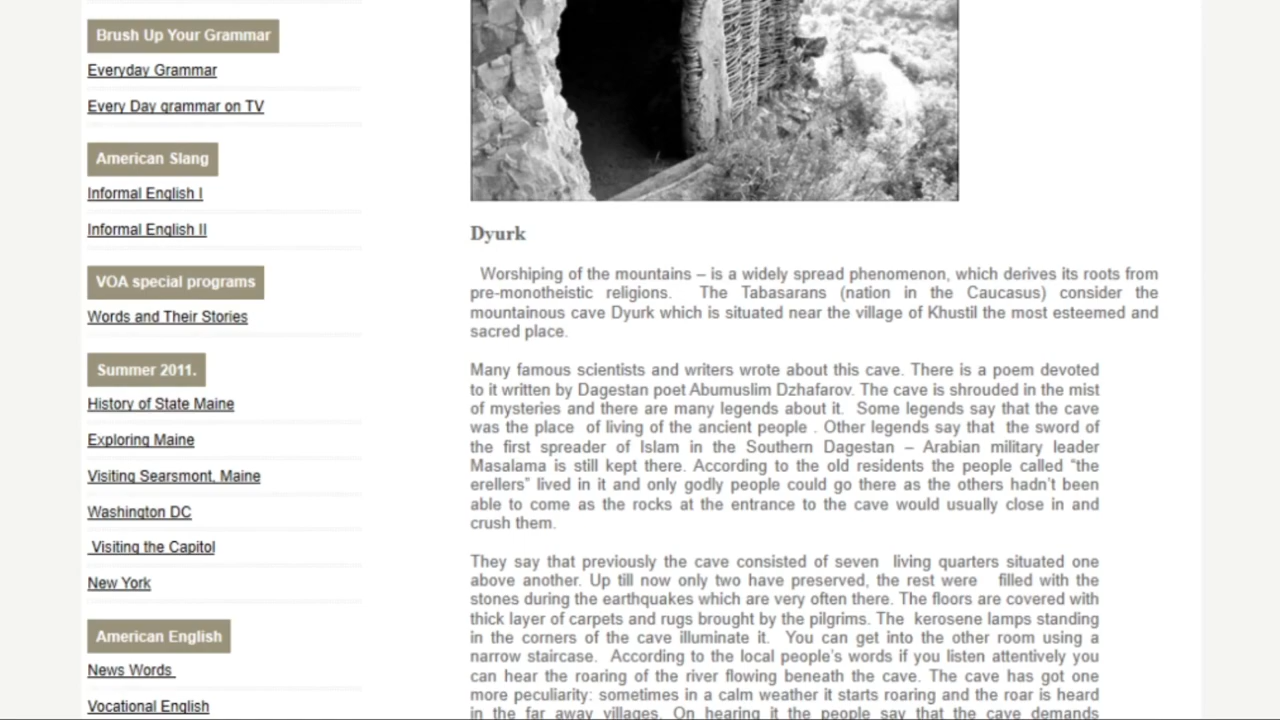 Brush Up Your Grammar
Everyday Grammar
Every Day grammar on TV
American Slang
Informal English I
Informal English II
VOA special programs
Words and Their Stories
Summer 2011.
History of State Maine
Exploring Maine
Visiting Searsmont, Maine
Washington DC
Visiting the Capitol
New York
American English
News Words
Vocational English
Dyurk
Worshiping of the mountains – is a widely spread phenomenon, which derives its roots from
pre-monotheistic religions. The Tabasarans (nation in the Caucasus) consider the
mountainous cave Dyurk which is situated near the village of Khustil the most esteemed and
sacred place.
Many famous scientists and writers wrote about this cave. There is a poem devoted
to it written by Dagestan poet Abumuslim Dzhafarov. The cave is shrouded in the mist
of mysteries and there are many legends about it. Some legends say that the cave
was the place of living of the ancient people . Other legends say that the sword of
the first spreader of Islam in the Southern Dagestan – Arabian military leader
Masalama is still kept there. According to the old residents the people called “the
erellers” lived in it and only godly people could go there as the others hadn’t been
able to come as the rocks at the entrance to the cave would usually close in and
crush them.
They say that previously the cave consisted of seven living quarters situated one
above another. Up till now only two have preserved, the rest were filled with the
stones during the earthquakes which are very often there. The floors are covered with
thick layer of carpets and rugs brought by the pilgrims. The kerosene lamps standing
in the corners of the cave illuminate it. You can get into the other room using a
narrow staircase. According to the local people’s words if you listen attentively you
can hear the roaring of the river flowing beneath the cave. The cave has got one
more peculiarity: sometimes in a calm weather it starts roaring and the roar is heard
in the far away villages. On hearing it the people say that the cave demands